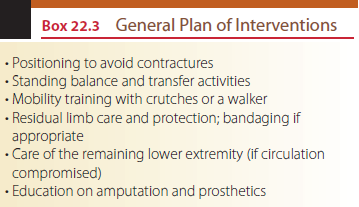 Box 22.3 General Plan of Interventions
• Positioning to avoid contractures
• Standing balance and transfer activities
• Mobility training with crutches or a walker
• Residual limb care and protection; bandaging if
appropriate
• Care of the remaining lower extremity (if circulation
compromised)
• Education on amputation and prosthetics